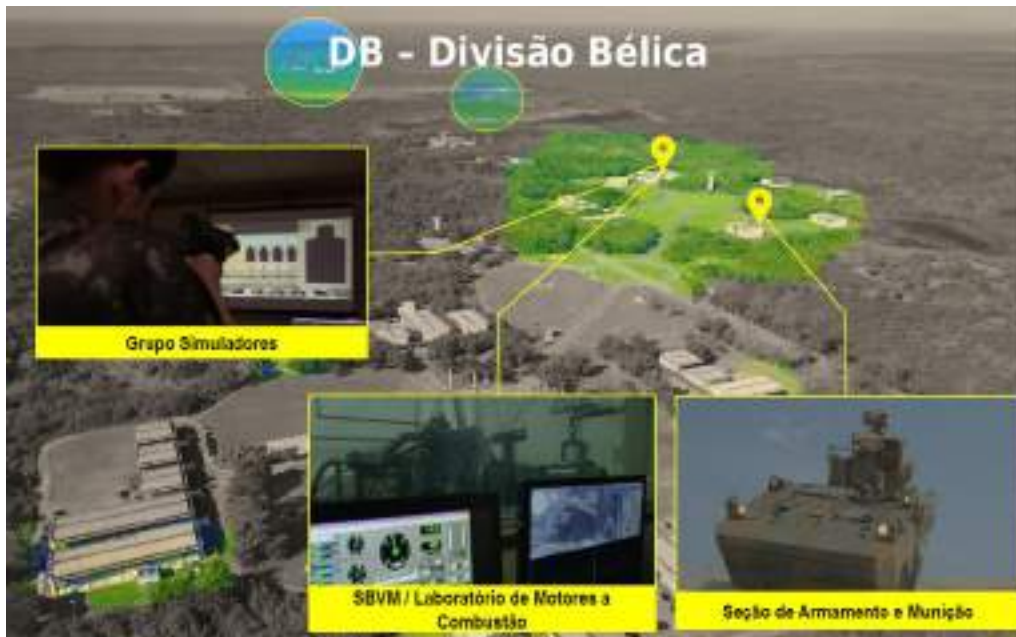 DB - Divisão Bélica
Grupo Simuladores
SBVM / Laboratório de Motores a
Combustão
Seção de Armamento e Munição